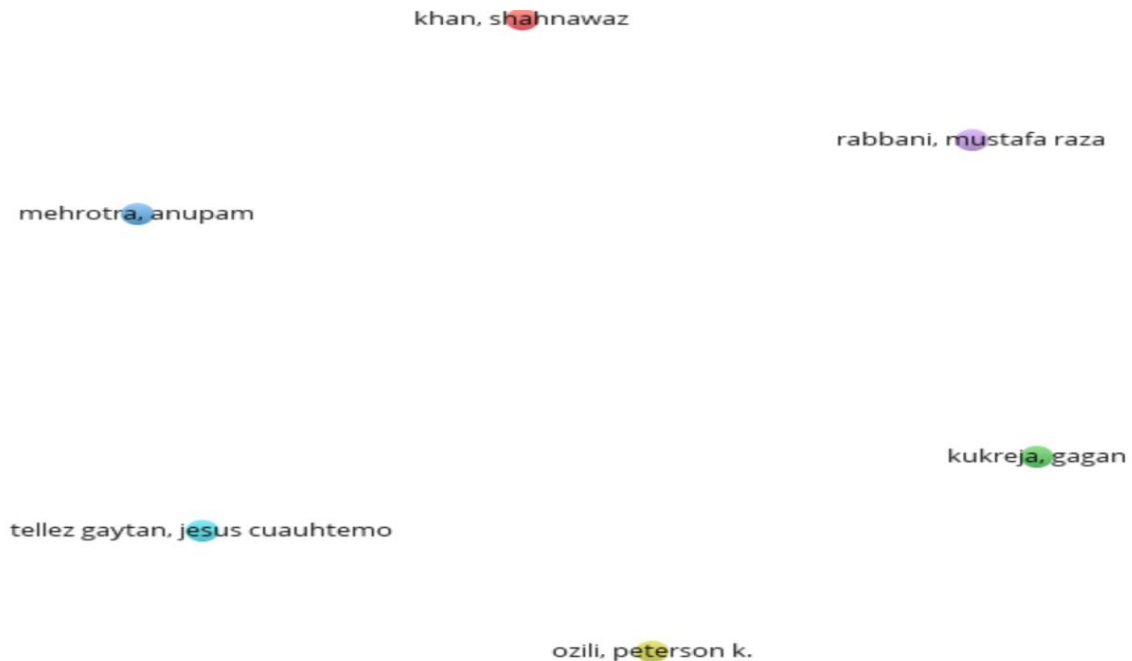 khan, shahnawaz
rabbani, mustafa raza
mehrotra, anupam
kukreja, gagan
tellez gaytan, jesus cuauhtemo
ozili, peterson k.